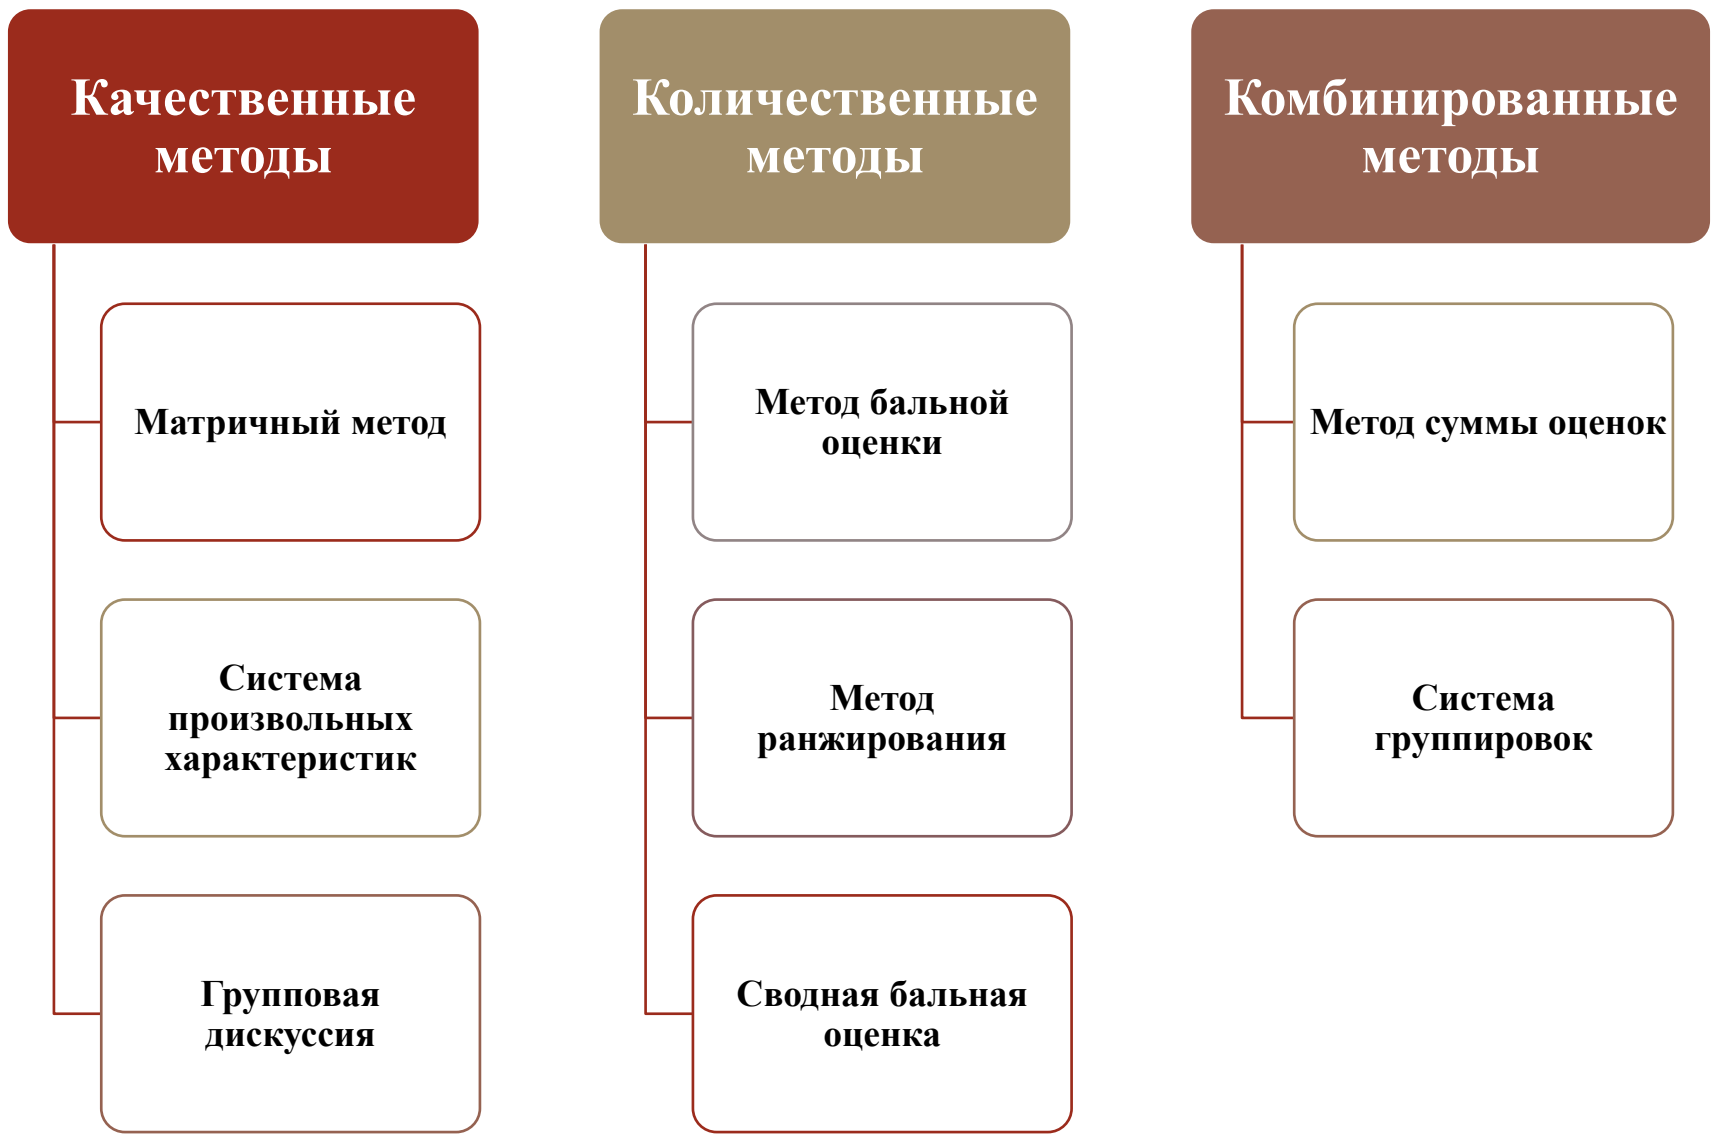 Качественные
методы
Матричный метод
Система
произвольных
характеристик
Групповая
дискуссия
Количественные
методы
Метод бальной
оценки
Метод
ранжирования
Сводная бальная
оценка
Комбинированные
методы
Метод суммы оценок
Система
группировок